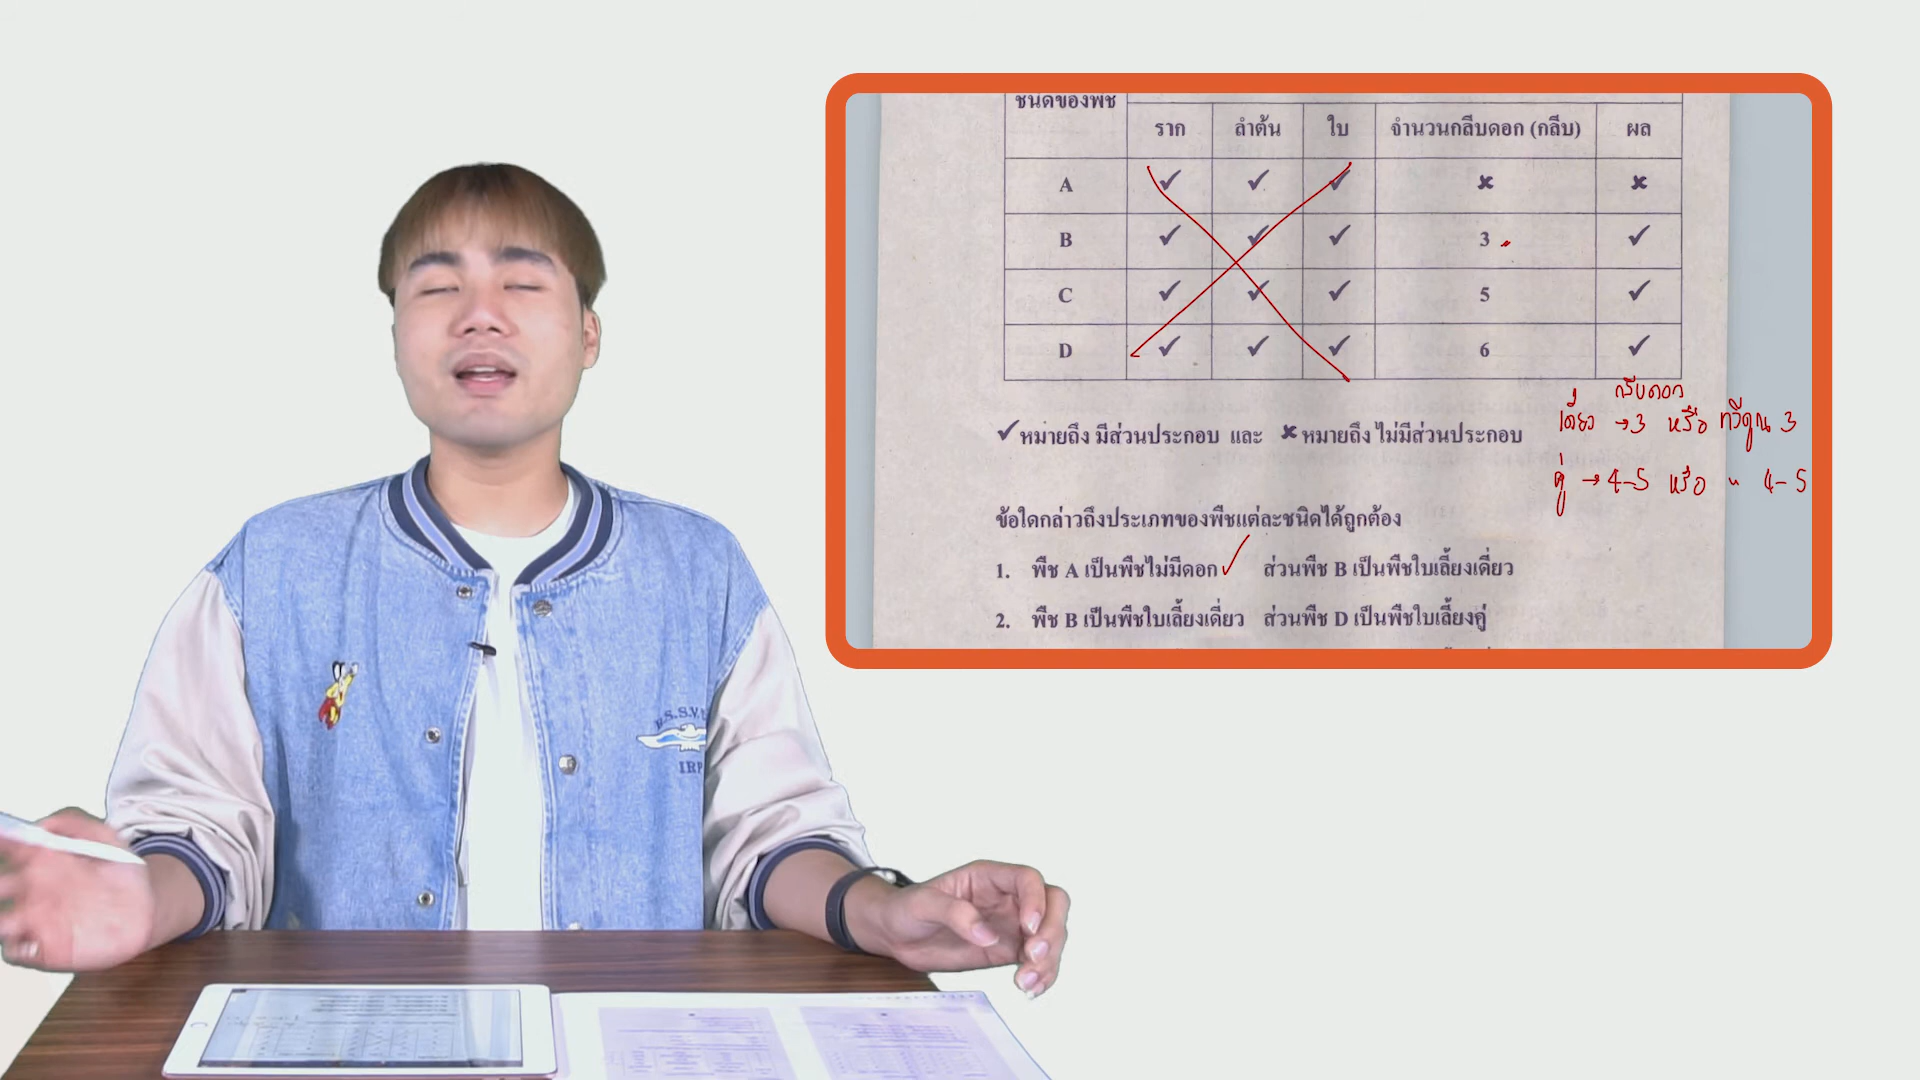 ชนิดของพืช
ราก ลำต้น ใบ จำนวนกลีบดอก (กลีบ) ผล
A ✓ ✓ ✓ ✗ ✗
B ✓ ✓ ✓ 3 ✓
C ✓ ✓ ✓ 5 ✓
D ✓ ✓ ✓ 6 ✓
กลีบดอก
เดี่ยว → 3 หรือ ทวีคูณ 3
✓ หมายถึง มีส่วนประกอบ และ ✗ หมายถึง ไม่มีส่วนประกอบ
คู่ → 4-5 หรือ " 4-5
ข้อใดกล่าวถึงประเภทของพืชแต่ละชนิดได้ถูกต้อง
1. พืช A เป็นพืชไม่มีดอก ✓ ส่วนพืช B เป็นพืชใบเลี้ยงเดี่ยว
2. พืช B เป็นพืชใบเลี้ยงเดี่ยว ส่วนพืช D เป็นพืชใบเลี้ยงคู่
IRP